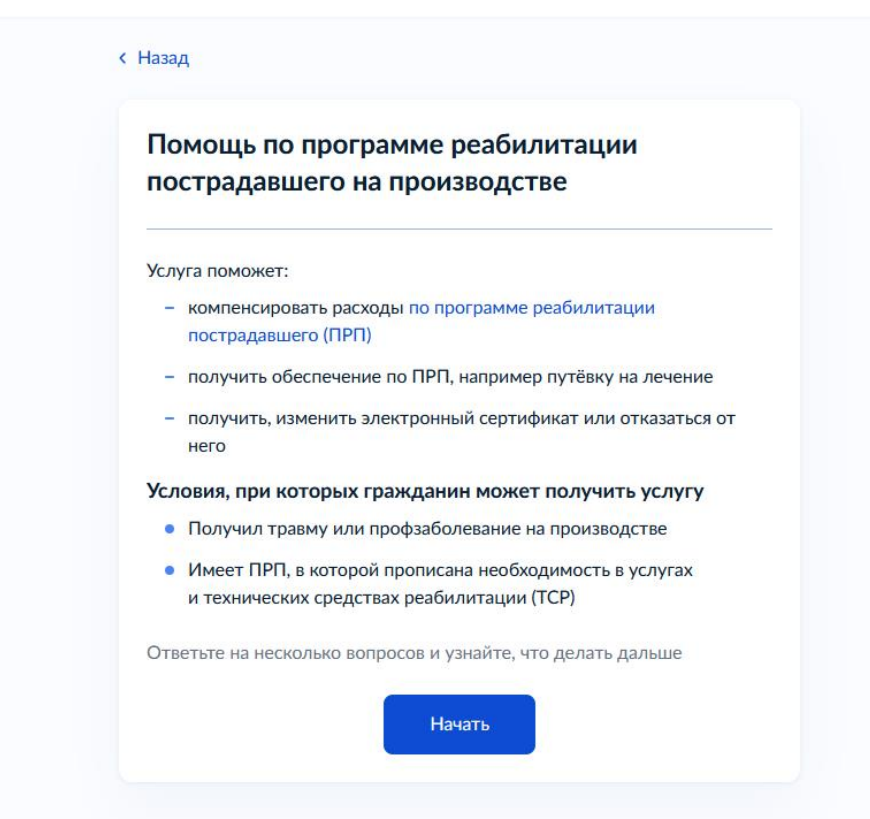 ‹ Назад
Помощь по программе реабилитации
пострадавшего на производстве
Услуга поможет:
– компенсировать расходы по программе реабилитации
пострадавшего (ПРП)
– получить обеспечение по ПРП, например путёвку на лечение
– получить, изменить электронный сертификат или отказаться от
него
Условия, при которых гражданин может получить услугу
• Получил травму или профзаболевание на производстве
• Имеет ПРП, в которой прописана необходимость в услугах
и технических средствах реабилитации (ТСР)
Ответьте на несколько вопросов и узнайте, что делать дальше
Начать